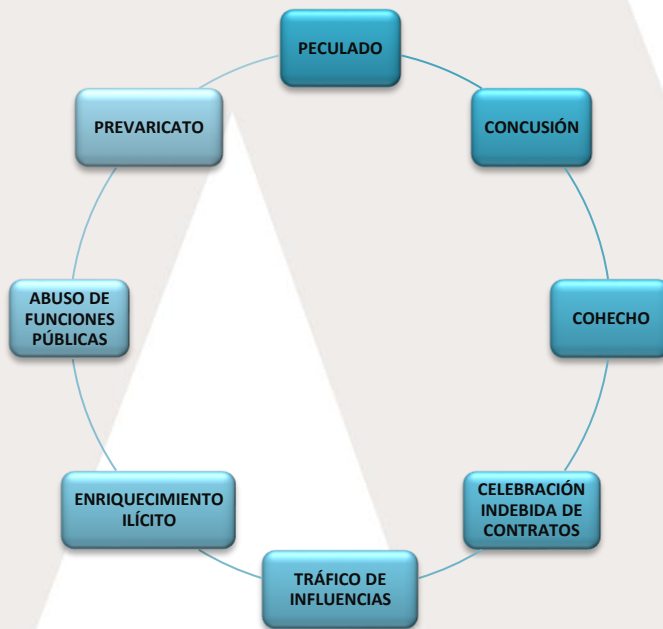 PECULADO
CONCUSIÓN
COHECHO
CELEBRACIÓN
INDEBIDA DE
CONTRATOS
TRÁFICO DE
INFLUENCIAS
ENRIQUECIMIENTO
ILÍCITO
ABUSO DE
FUNCIONES
PÚBLICAS
PREVARICATO